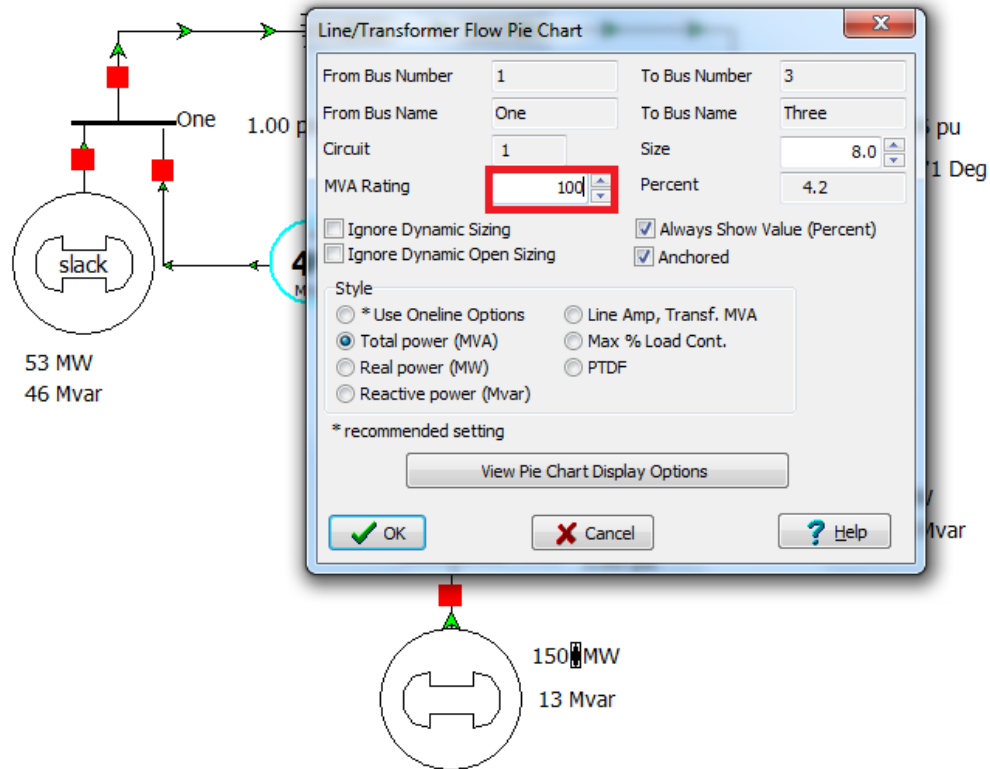 Line/Transformer Flow Pie Chart
From Bus Number 1 To Bus Number 3
From Bus Name One To Bus Name Three
Circuit 1 Size 8.0
MVA Rating 100 Percent 4.2
Ignore Dynamic Sizing Always Show Value (Percent)
Ignore Dynamic Open Sizing Anchored
Style
* Use Oneline Options Line Amp, Transf. MVA
Total power (MVA) Max % Load Cont.
Real power (MW) PTDF
Reactive power (Mvar)
* recommended setting
View Pie Chart Display Options
OK Cancel Help
One 1.00 p
pu
1 Deg
slack
4
M
53 MW
46 Mvar
Mvar
150 MW
13 Mvar